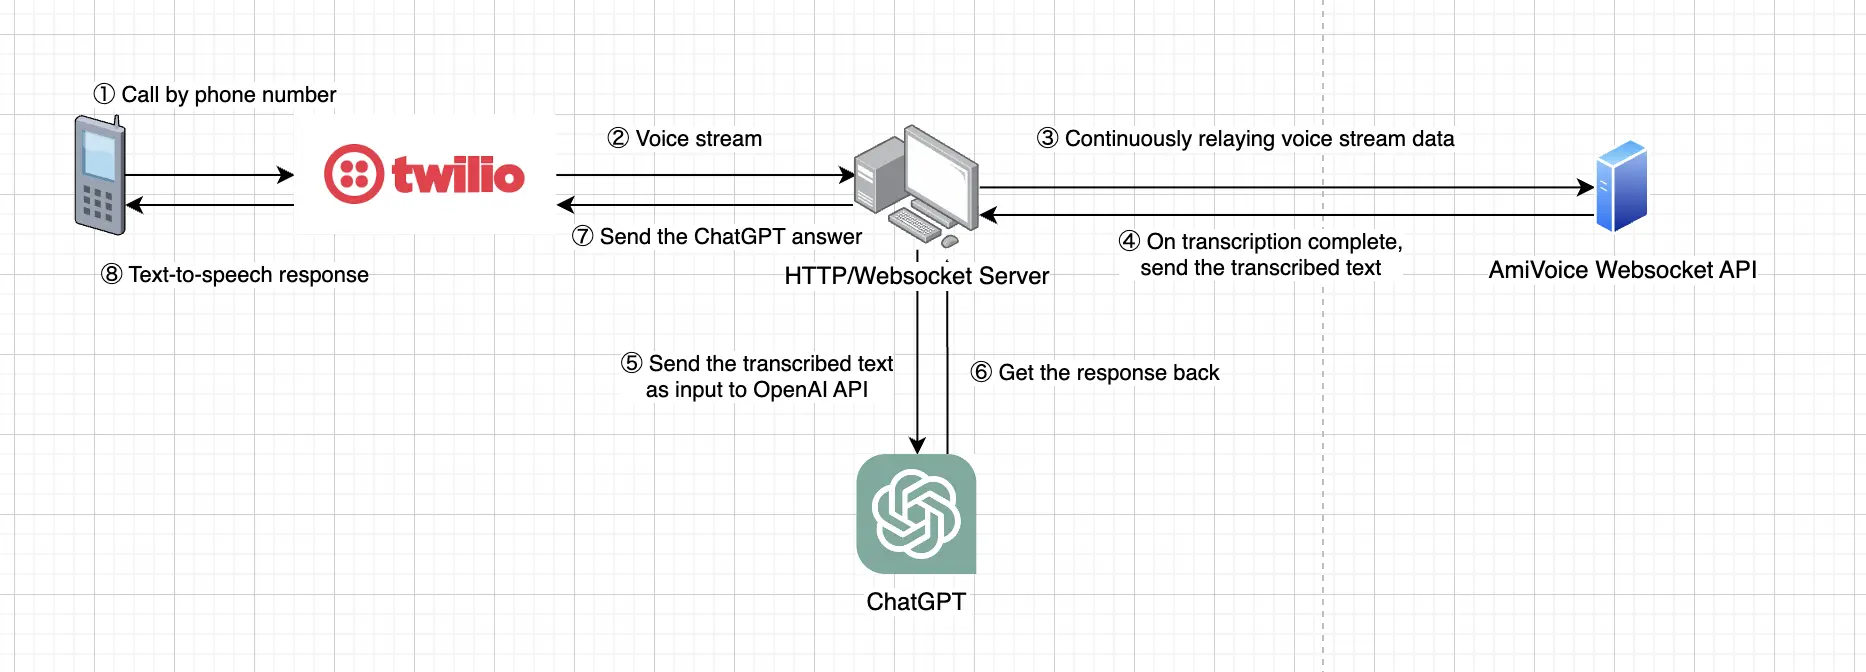 ① Call by phone number
twilio
② Voice stream
③ Continuously relaying voice stream data
⑦ Send the ChatGPT answer
④ On transcription complete,
send the transcribed text
⑧ Text-to-speech response
HTTP/Websocket Server
AmiVoice Websocket API
⑤ Send the transcribed text
as input to OpenAI API
⑥ Get the response back
ChatGPT